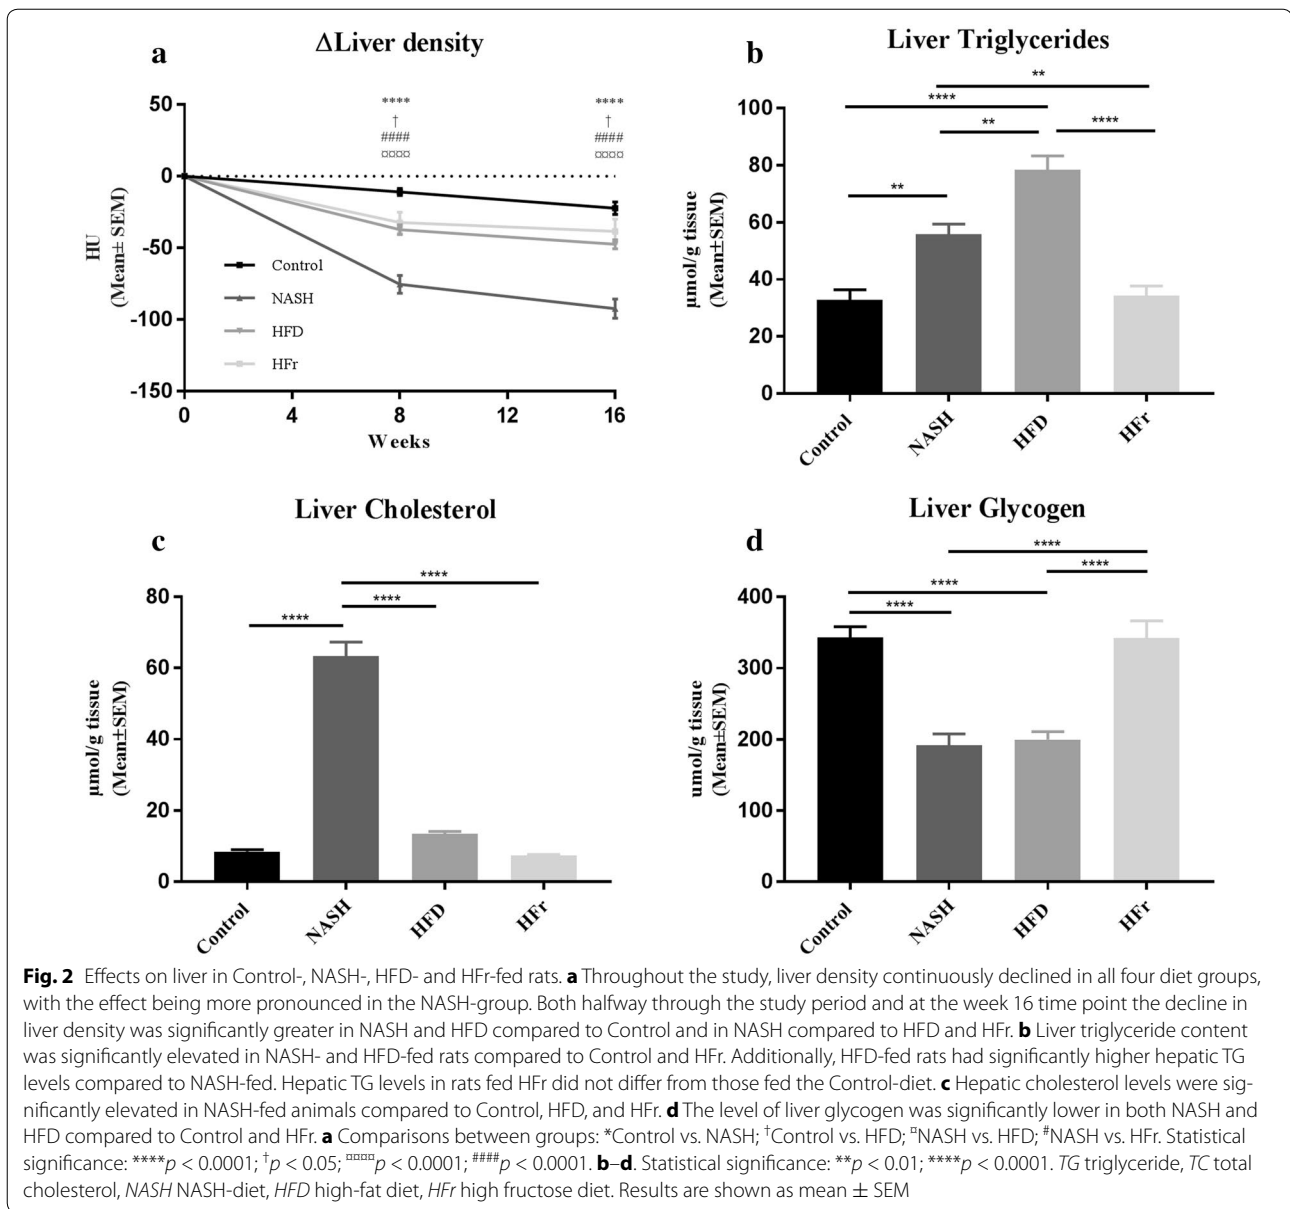 a
ΔLiver density
50
0
-50
-100
-150
HU
(Mean± SEM)
****
†
####
¤¤¤¤
****
†
####
¤¤¤¤
Control
NASH
HFD
HFr
0
4
8
12
16
Weeks
b
Liver Triglycerides
**
****
**
****
**
100
80
60
40
20
0
µmol/g tissue
(Mean±SEM)
Control
NASH
HFD
HFr
c
Liver Cholesterol
****
****
****
80
60
40
20
0
µmol/g tissue
(Mean±SEM)
Control
NASH
HFD
HFr
d
Liver Glycogen
****
****
****
****
400
300
200
100
0
umol/g tissue
(Mean±SEM)
Control
NASH
HFD
HFr
Fig. 2 Effects on liver in Control-, NASH-, HFD- and HFr-fed rats. a Throughout the study, liver density continuously declined in all four diet groups,
with the effect being more pronounced in the NASH-group. Both halfway through the study period and at the week 16 time point the decline in
liver density was significantly greater in NASH and HFD compared to Control and in NASH compared to HFD and HFr. b Liver triglyceride content
was significantly elevated in NASH- and HFD-fed rats compared to Control and HFr. Additionally, HFD-fed rats had significantly higher hepatic TG
levels compared to NASH-fed. Hepatic TG levels in rats fed HFr did not differ from those fed the Control-diet. c Hepatic cholesterol levels were sig-
nificantly elevated in NASH-fed animals compared to Control, HFD, and HFr. d The level of liver glycogen was significantly lower in both NASH and
HFD compared to Control and HFr. a Comparisons between groups: *Control vs. NASH; †Control vs. HFD; ¤NASH vs. HFD; #NASH vs. HFr. Statistical
significance: ****p < 0.0001; †p < 0.05; ¤¤¤¤p < 0.0001; ####p < 0.0001. b–d. Statistical significance: **p < 0.01; ****p < 0.0001. TG triglyceride, TC total
cholesterol, NASH NASH-diet, HFD high-fat diet, HFr high fructose diet. Results are shown as mean ± SEM